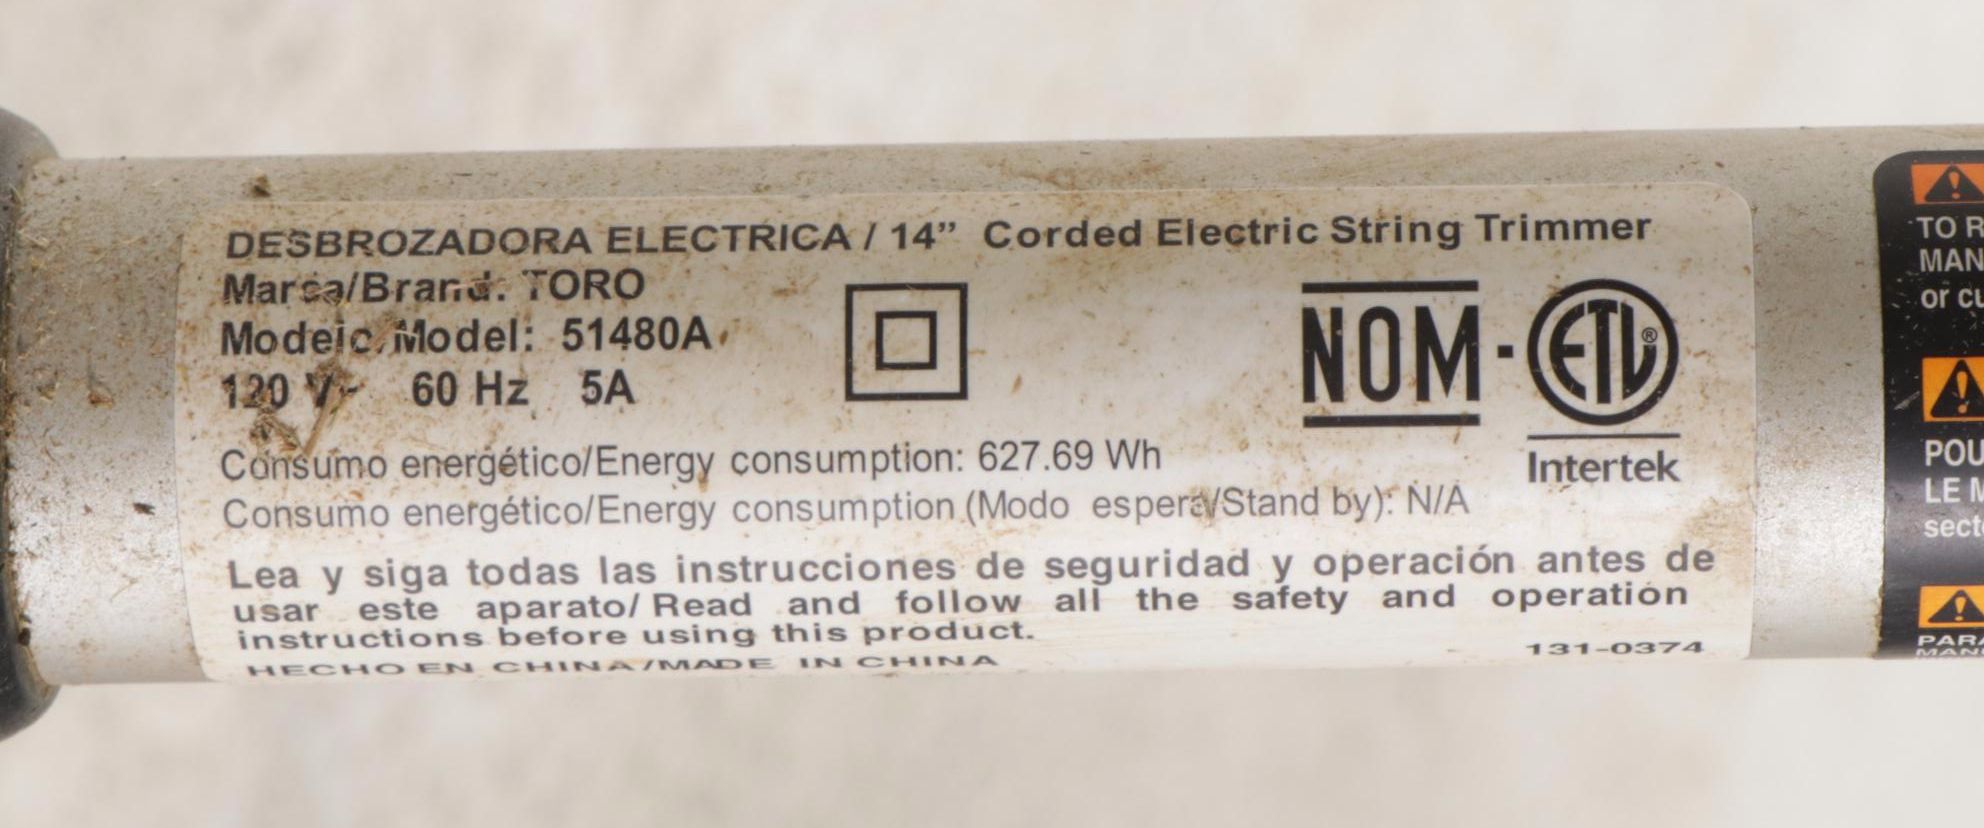 DESBROZADORA ELECTRICA / 14” Corded Electric String Trimmer
Marca/Brand: TORO
Modelo/Model: 51480A
120 V~ 60 Hz 5A
NOM-ETL®
Intertek
Consumo energético/Energy consumption: 627.69 Wh
Consumo energético/Energy consumption (Modo espera/Stand by): N/A
Lea y siga todas las instrucciones de seguridad y operación antes de
usar este aparato/ Read and follow all the safety and operation
instructions before using this product.
131-0374
HECHO EN CHINA/MADE IN CHINA
TO R
MAN
or cu
POU
LE M
sect
PARA